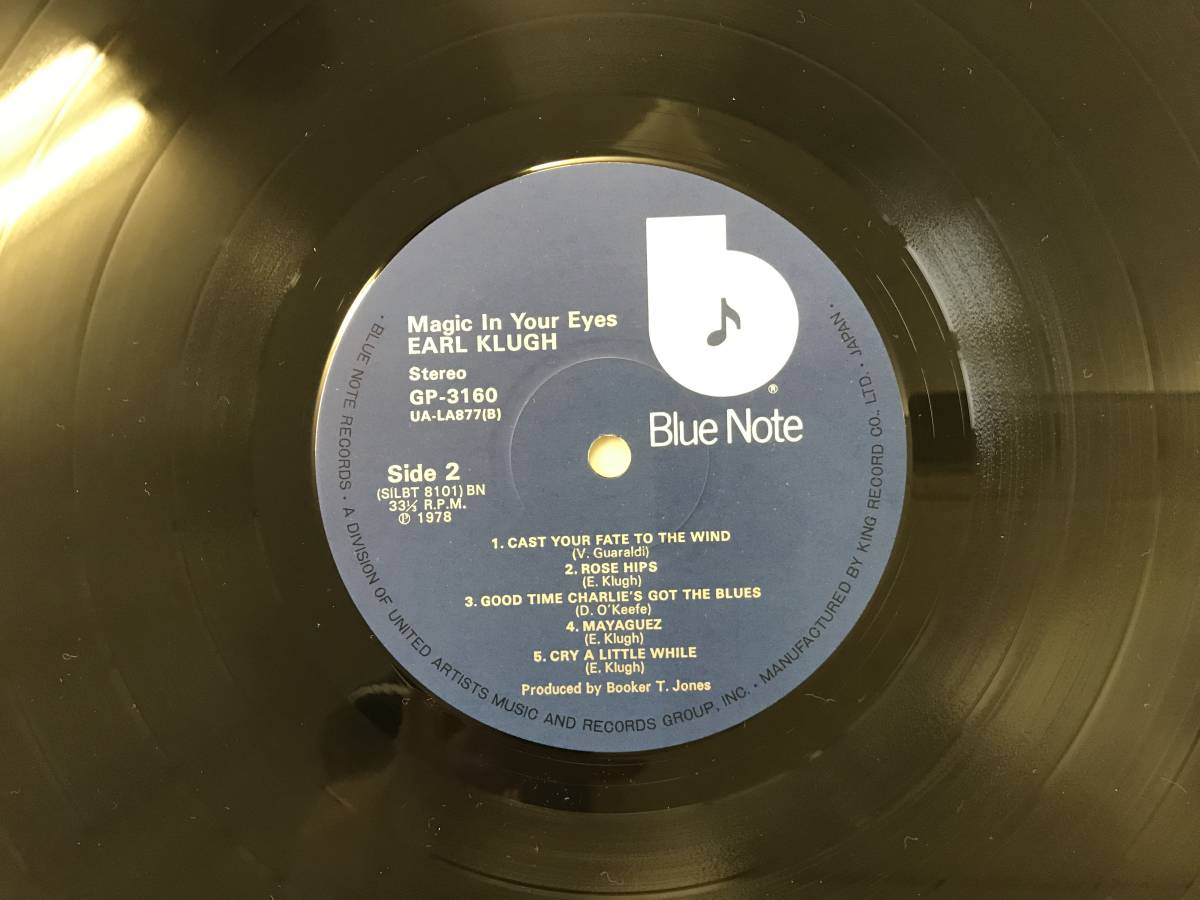 Magic In Your Eyes
EARL KLUGH
Stereo
GP-3160
UA-LA877(B)
Side 2
(SILBT 8101) BN
33⅓ R.P.M.
℗ 1978
®
Blue Note
1. CAST YOUR FATE TO THE WIND
(V. Guaraldi)
2. ROSE HIPS
(E. Klugh)
3. GOOD TIME CHARLIE'S GOT THE BLUES
(D. O'Keefe)
4. MAYAGUEZ
(E. Klugh)
5. CRY A LITTLE WHILE
(E. Klugh)
Produced by Booker T. Jones
· BLUE NOTE RECORDS · A DIVISION OF UNITED ARTISTS MUSIC AND RECORDS GROUP, INC. · MANUFACTURED BY KING RECORD CO., LTD. · JAPAN ·